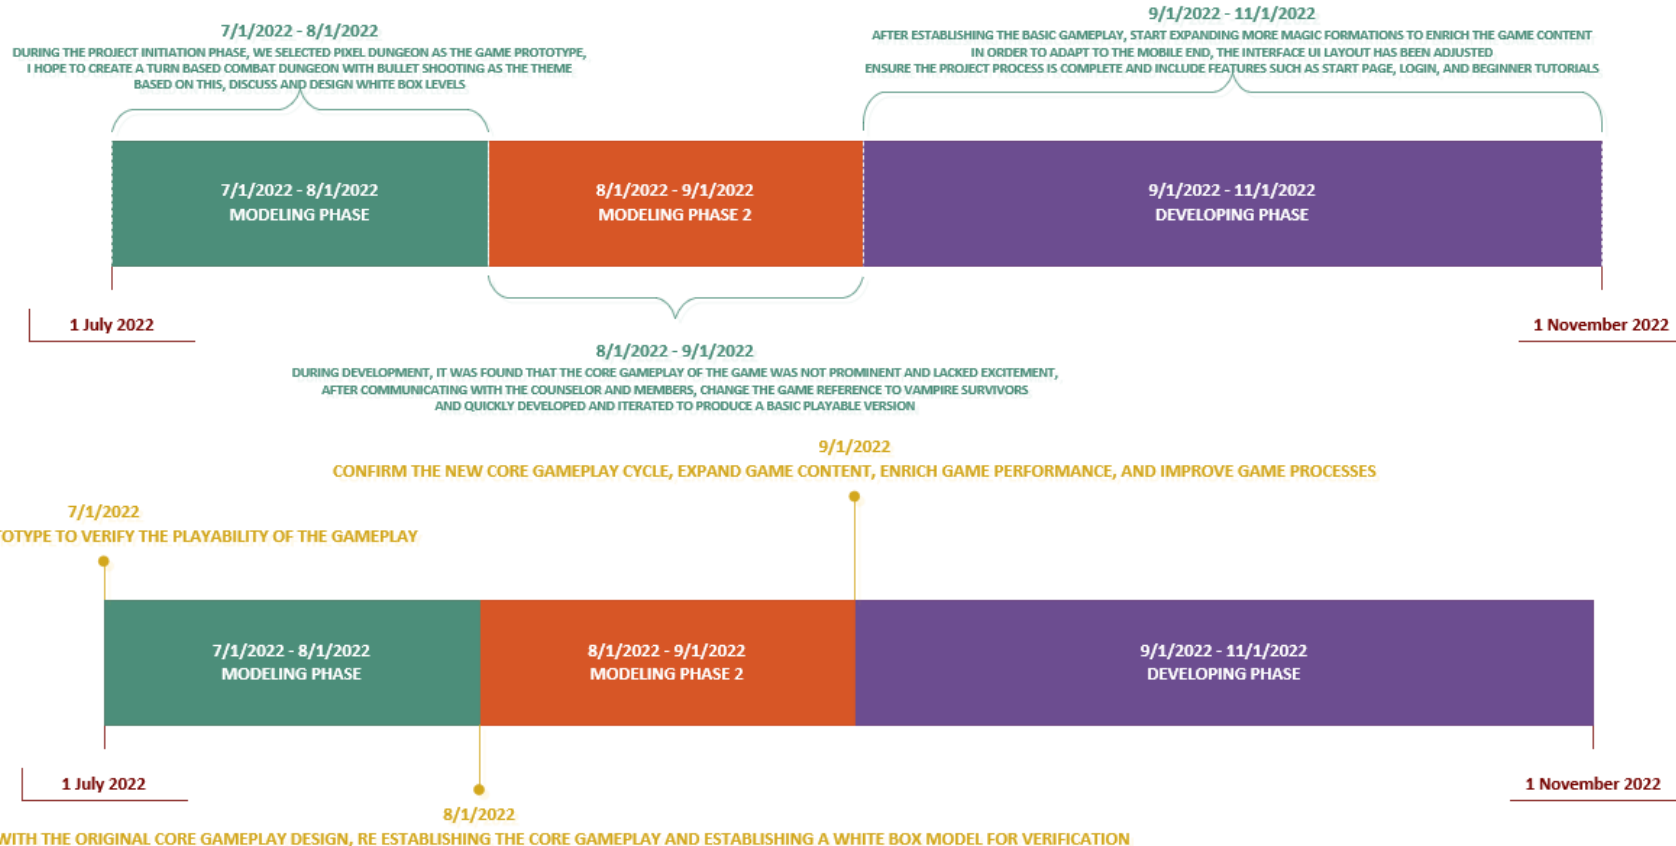 7/1/2022 - 8/1/2022
DURING THE PROJECT INITIATION PHASE, WE SELECTED PIXEL DUNGEON AS THE GAME PROTOTYPE,
I HOPE TO CREATE A TURN BASED COMBAT DUNGEON WITH BULLET SHOOTING AS THE THEME
BASED ON THIS, DISCUSS AND DESIGN WHITE BOX LEVELS
9/1/2022 - 11/1/2022
AFTER ESTABLISHING THE BASIC GAMEPLAY, START EXPANDING MORE MAGIC FORMATIONS TO ENRICH THE GAME CONTENT
IN ORDER TO ADAPT TO THE MOBILE END, THE INTERFACE UI LAYOUT HAS BEEN ADJUSTED
ENSURE THE PROJECT PROCESS IS COMPLETE AND INCLUDE FEATURES SUCH AS START PAGE, LOGIN, AND BEGINNER TUTORIALS
7/1/2022 - 8/1/2022
MODELING PHASE
8/1/2022 - 9/1/2022
MODELING PHASE 2
9/1/2022 - 11/1/2022
DEVELOPING PHASE
1 July 2022
1 November 2022
8/1/2022 - 9/1/2022
DURING DEVELOPMENT, IT WAS FOUND THAT THE CORE GAMEPLAY OF THE GAME WAS NOT PROMINENT AND LACKED EXCITEMENT,
AFTER COMMUNICATING WITH THE COUNSELOR AND MEMBERS, CHANGE THE GAME REFERENCE TO VAMPIRE SURVIVORS
AND QUICKLY DEVELOPED AND ITERATED TO PRODUCE A BASIC PLAYABLE VERSION
9/1/2022
CONFIRM THE NEW CORE GAMEPLAY CYCLE, EXPAND GAME CONTENT, ENRICH GAME PERFORMANCE, AND IMPROVE GAME PROCESSES
7/1/2022
OTYPE TO VERIFY THE PLAYABILITY OF THE GAMEPLAY
7/1/2022 - 8/1/2022
MODELING PHASE
8/1/2022 - 9/1/2022
MODELING PHASE 2
9/1/2022 - 11/1/2022
DEVELOPING PHASE
1 July 2022
1 November 2022
8/1/2022
WITH THE ORIGINAL CORE GAMEPLAY DESIGN, RE ESTABLISHING THE CORE GAMEPLAY AND ESTABLISHING A WHITE BOX MODEL FOR VERIFICATION